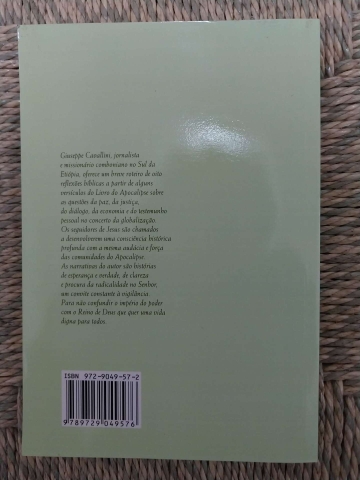 Giuseppe Cavallini, jornalista
e missionário comboniano no Sul da
Etiópia, oferece um breve roteiro de oito
reflexões bíblicas a partir de alguns
versículos do Livro do Apocalipse sobre
as questões da paz, da justiça,
do diálogo, da economia e do testemunho
pessoal no concerto da globalização.
Os seguidores de Jesus são chamados
a desenvolverem uma consciência histórica
profunda com a mesma audácia e força
das comunidades do Apocalipse.
As narrativas do autor são histórias
de esperança e verdade, de clareza
e procura da radicalidade no Senhor,
um convite constante à vigilância
Para não confundir o império do poder
com o Reino de Deus que quer uma vida
digna para todos.
ISBN 972-9049-57-2
9 789729 049576